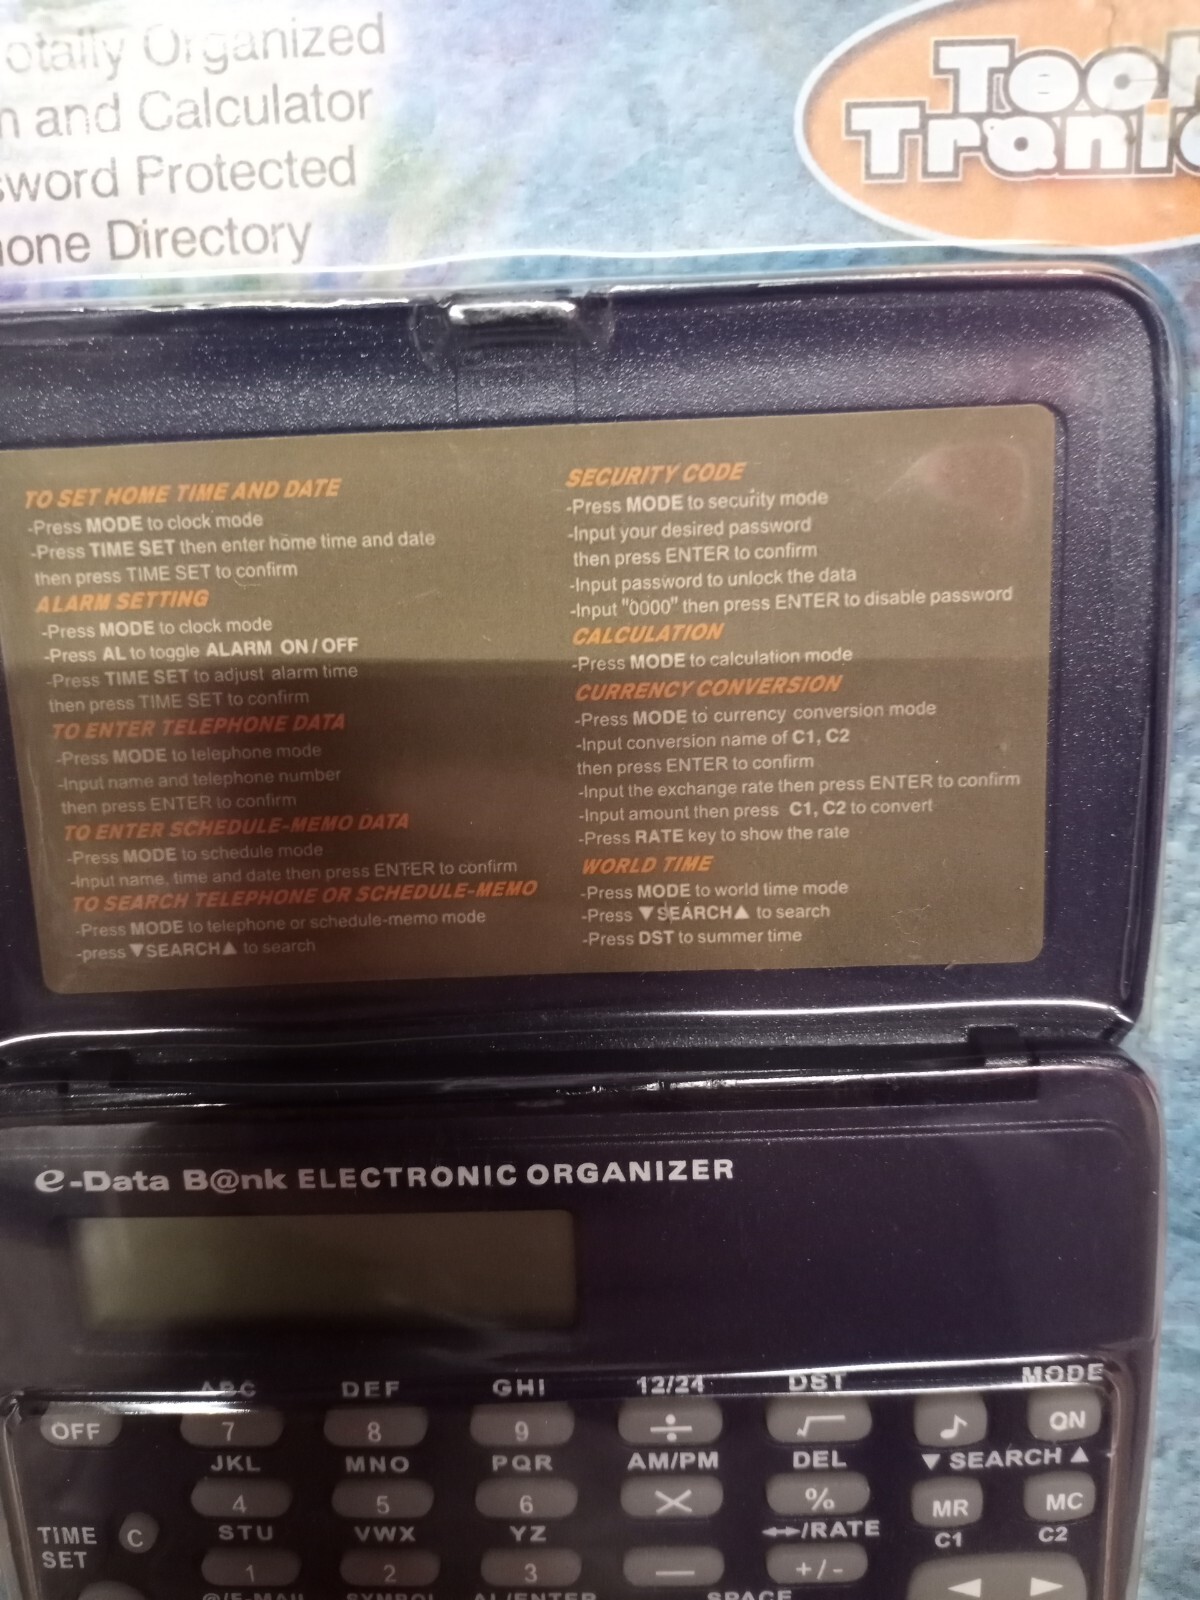 otally Organized
n and Calculator
sword Protected
hone Directory
Tech
Tranic
TO SET HOME TIME AND DATE
-Press MODE to clock mode
-Press TIME SET then enter home time and date
then press TIME SET to confirm
ALARM SETTING
-Press MODE to clock mode
-Press AL to toggle ALARM ON / OFF
-Press TIME SET to adjust alarm time
then press TIME SET to confirm
TO ENTER TELEPHONE DATA
-Press MODE to telephone mode
-Input name and telephone number
then press ENTER to confirm
TO ENTER SCHEDULE-MEMO DATA
-Press MODE to schedule mode
-Input name, time and date then press ENTER to confirm
TO SEARCH TELEPHONE OR SCHEDULE-MEMO
-Press MODE to telephone or schedule-memo mode
-press ▼SEARCH▲ to search
SECURITY CODE
-Press MODE to security mode
-Input your desired password
then press ENTER to confirm
-Input password to unlock the data
-Input "0000" then press ENTER to disable password
CALCULATION
-Press MODE to calculation mode
CURRENCY CONVERSION
-Press MODE to currency conversion mode
-Input conversion name of C1, C2
then press ENTER to confirm
-Input the exchange rate then press ENTER to confirm
-Input amount then press C1, C2 to convert
-Press RATE key to show the rate
WORLD TIME
-Press MODE to world time mode
-Press ▼SEARCH▲ to search
-Press DST to summer time
e-Data B@nk ELECTRONIC ORGANIZER
ABC DEF GHI 12/24 DST MODE
OFF 7 8 9 ÷ √ ♪ ON
JKL MNO PQR AM/PM DEL ▼ SEARCH ▲
4 5 6 × % MR MC
TIME SET C STU VWX YZ ↔/RATE C1 C2
1 2 3 — +/- ◄ ►
@/E-MAIL SYMBOL AL/ENTER SPACE